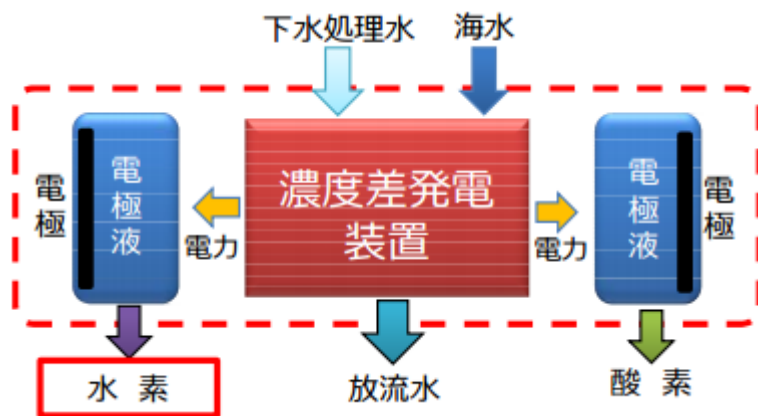 下水処理水
海水
電極
電極液
電力
濃度差発電
装置
電力
電極液
電極
水素
放流水
酸素